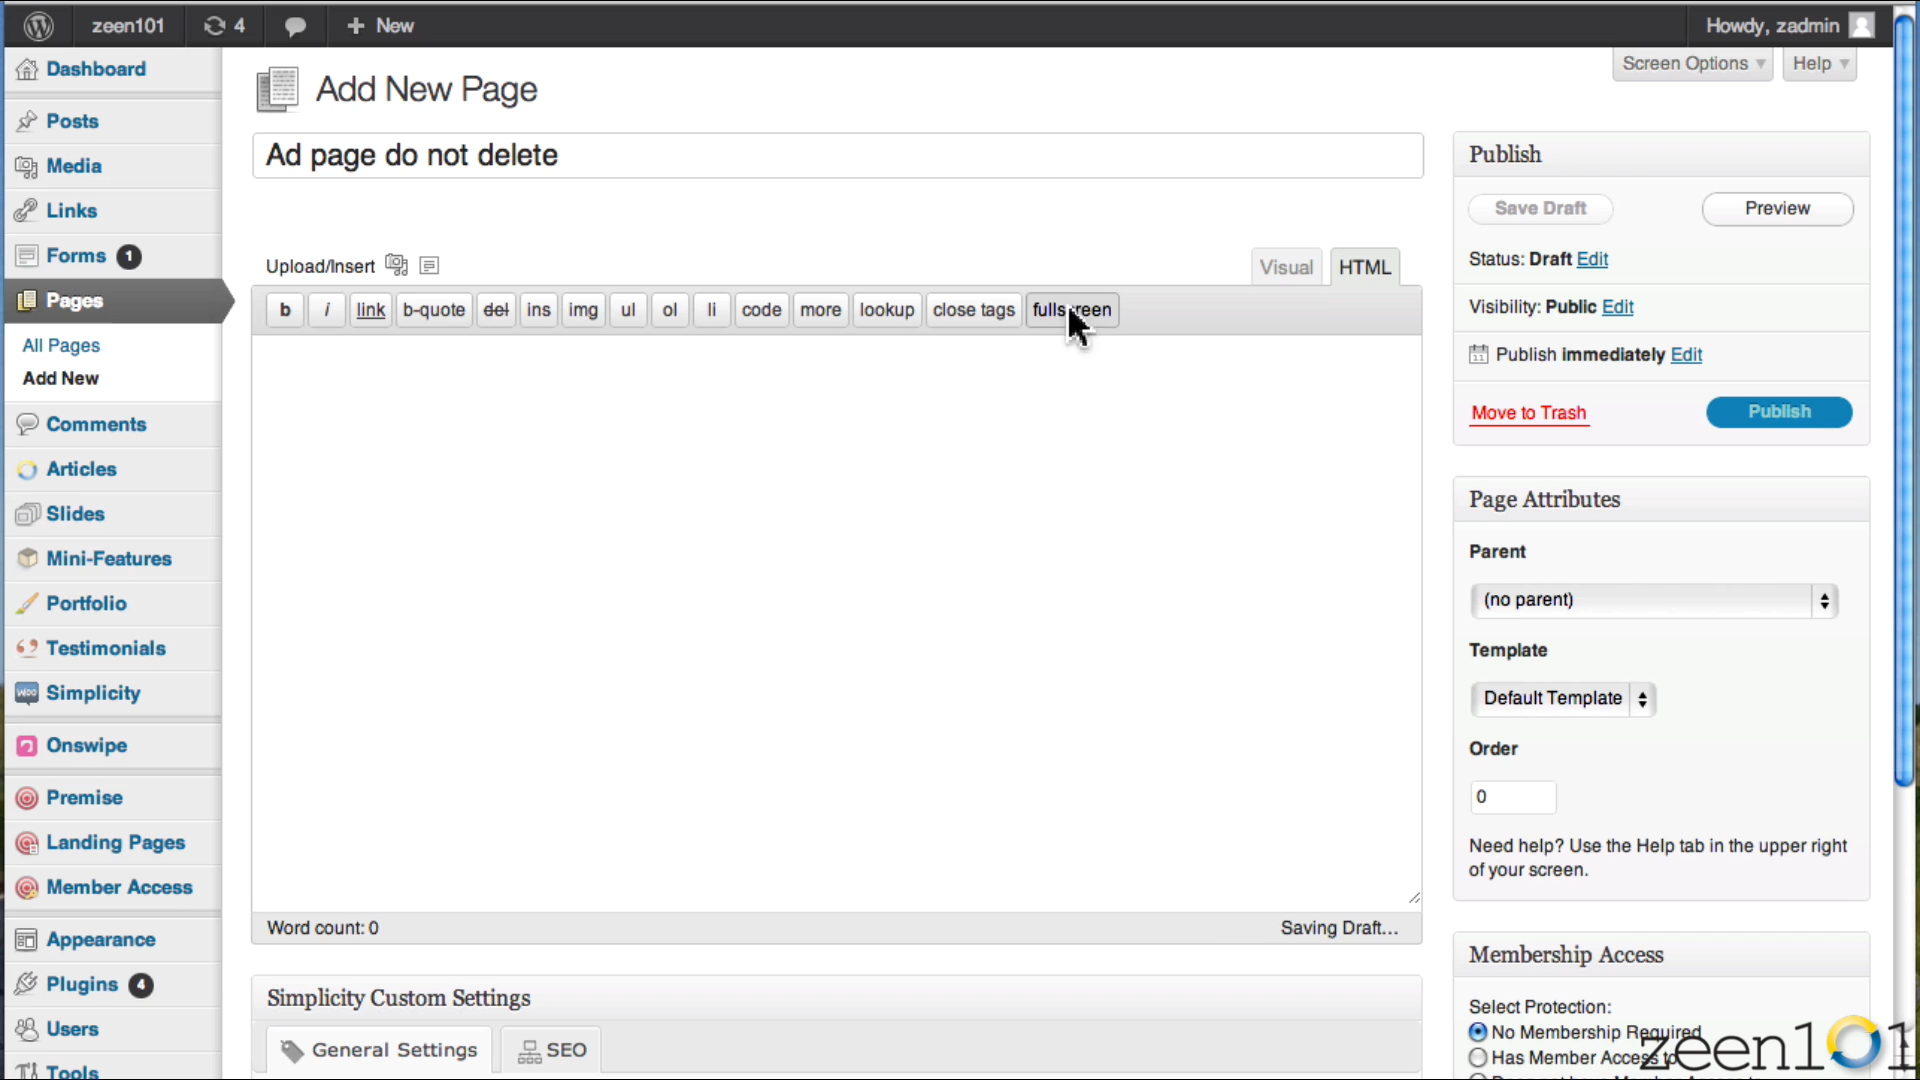 zeen101
4
New
Howdy, zadmin
Screen Options
Help
Dashboard
Posts
Media
Links
Forms 1
Pages
All Pages
Add New
Comments
Articles
Slides
Mini-Features
Portfolio
Testimonials
WOO
Simplicity
Onswipe
Premise
Landing Pages
Member Access
Appearance
Plugins 4
Users
Tools
Add New Page
Ad page do not delete
Upload/Insert
Visual
HTML
b
i
link
b-quote
del
ins
img
ul
ol
li
code
more
lookup
close tags
Word count: 0
Saving Draft...
Simplicity Custom Settings
General Settings
SEO
Publish
Save Draft
Preview
Status: Draft Edit
Visibility: Public Edit
11
Publish immediately Edit
Move to Trash
Publish
Page Attributes
Parent
(no parent)
Template
Default Template
Order
0
Need help? Use the Help tab in the upper right
of your screen.
Membership Access
Select Protection:
No Membership Required
Has Member Access to
zeen101